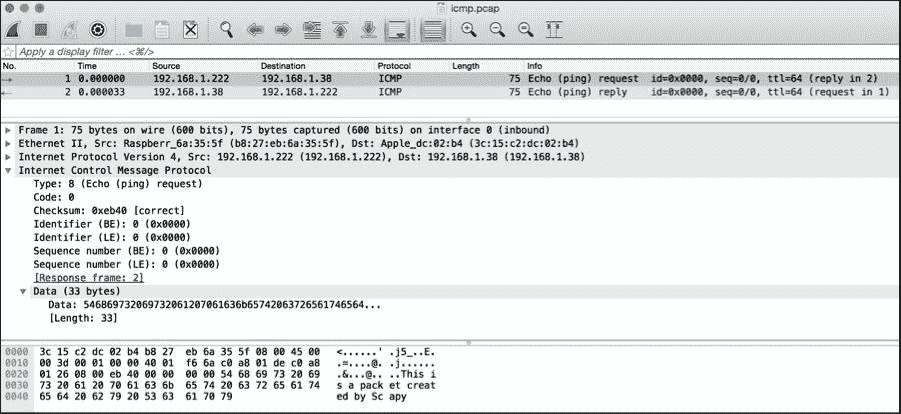 icmp.pcap
Apply a display filter ... <⌘/>
No. Time Source Destination Protocol Length Info
1 0.000000 192.168.1.222 192.168.1.38 ICMP 75 Echo (ping) request id=0x0000, seq=0/0, ttl=64 (reply in 2)
2 0.000033 192.168.1.38 192.168.1.222 ICMP 75 Echo (ping) reply id=0x0000, seq=0/0, ttl=64 (request in 1)
Frame 1: 75 bytes on wire (600 bits), 75 bytes captured (600 bits) on interface 0 (inbound)
Ethernet II, Src: Raspberr_6a:35:5f (b8:27:eb:6a:35:5f), Dst: Apple_dc:02:b4 (3c:15:c2:dc:02:b4)
Internet Protocol Version 4, Src: 192.168.1.222 (192.168.1.222), Dst: 192.168.1.38 (192.168.1.38)
Internet Control Message Protocol
Type: 8 (Echo (ping) request)
Code: 0
Checksum: 0xeb40 [correct]
Identifier (BE): 0 (0x0000)
Identifier (LE): 0 (0x0000)
Sequence number (BE): 0 (0x0000)
Sequence number (LE): 0 (0x0000)
[Response frame: 2]
Data (33 bytes)
Data: 546869732069732061207061636b65742063726561746564...
[Length: 33]
0000 3c 15 c2 dc 02 b4 b8 27 eb 6a 35 5f 08 00 45 00 <......' .j5_..E.
0010 00 3d 00 01 00 00 40 01 f6 6a c0 a8 01 de c0 a8 .=....@. .j......
0020 01 26 08 00 eb 40 00 00 00 00 54 68 69 73 20 69 .&...@.. ..This i
0030 73 20 61 20 70 61 63 6b 65 74 20 63 72 65 61 74 s a pack et creat
0040 65 64 20 62 79 20 53 63 61 70 79 ed by Sc apy